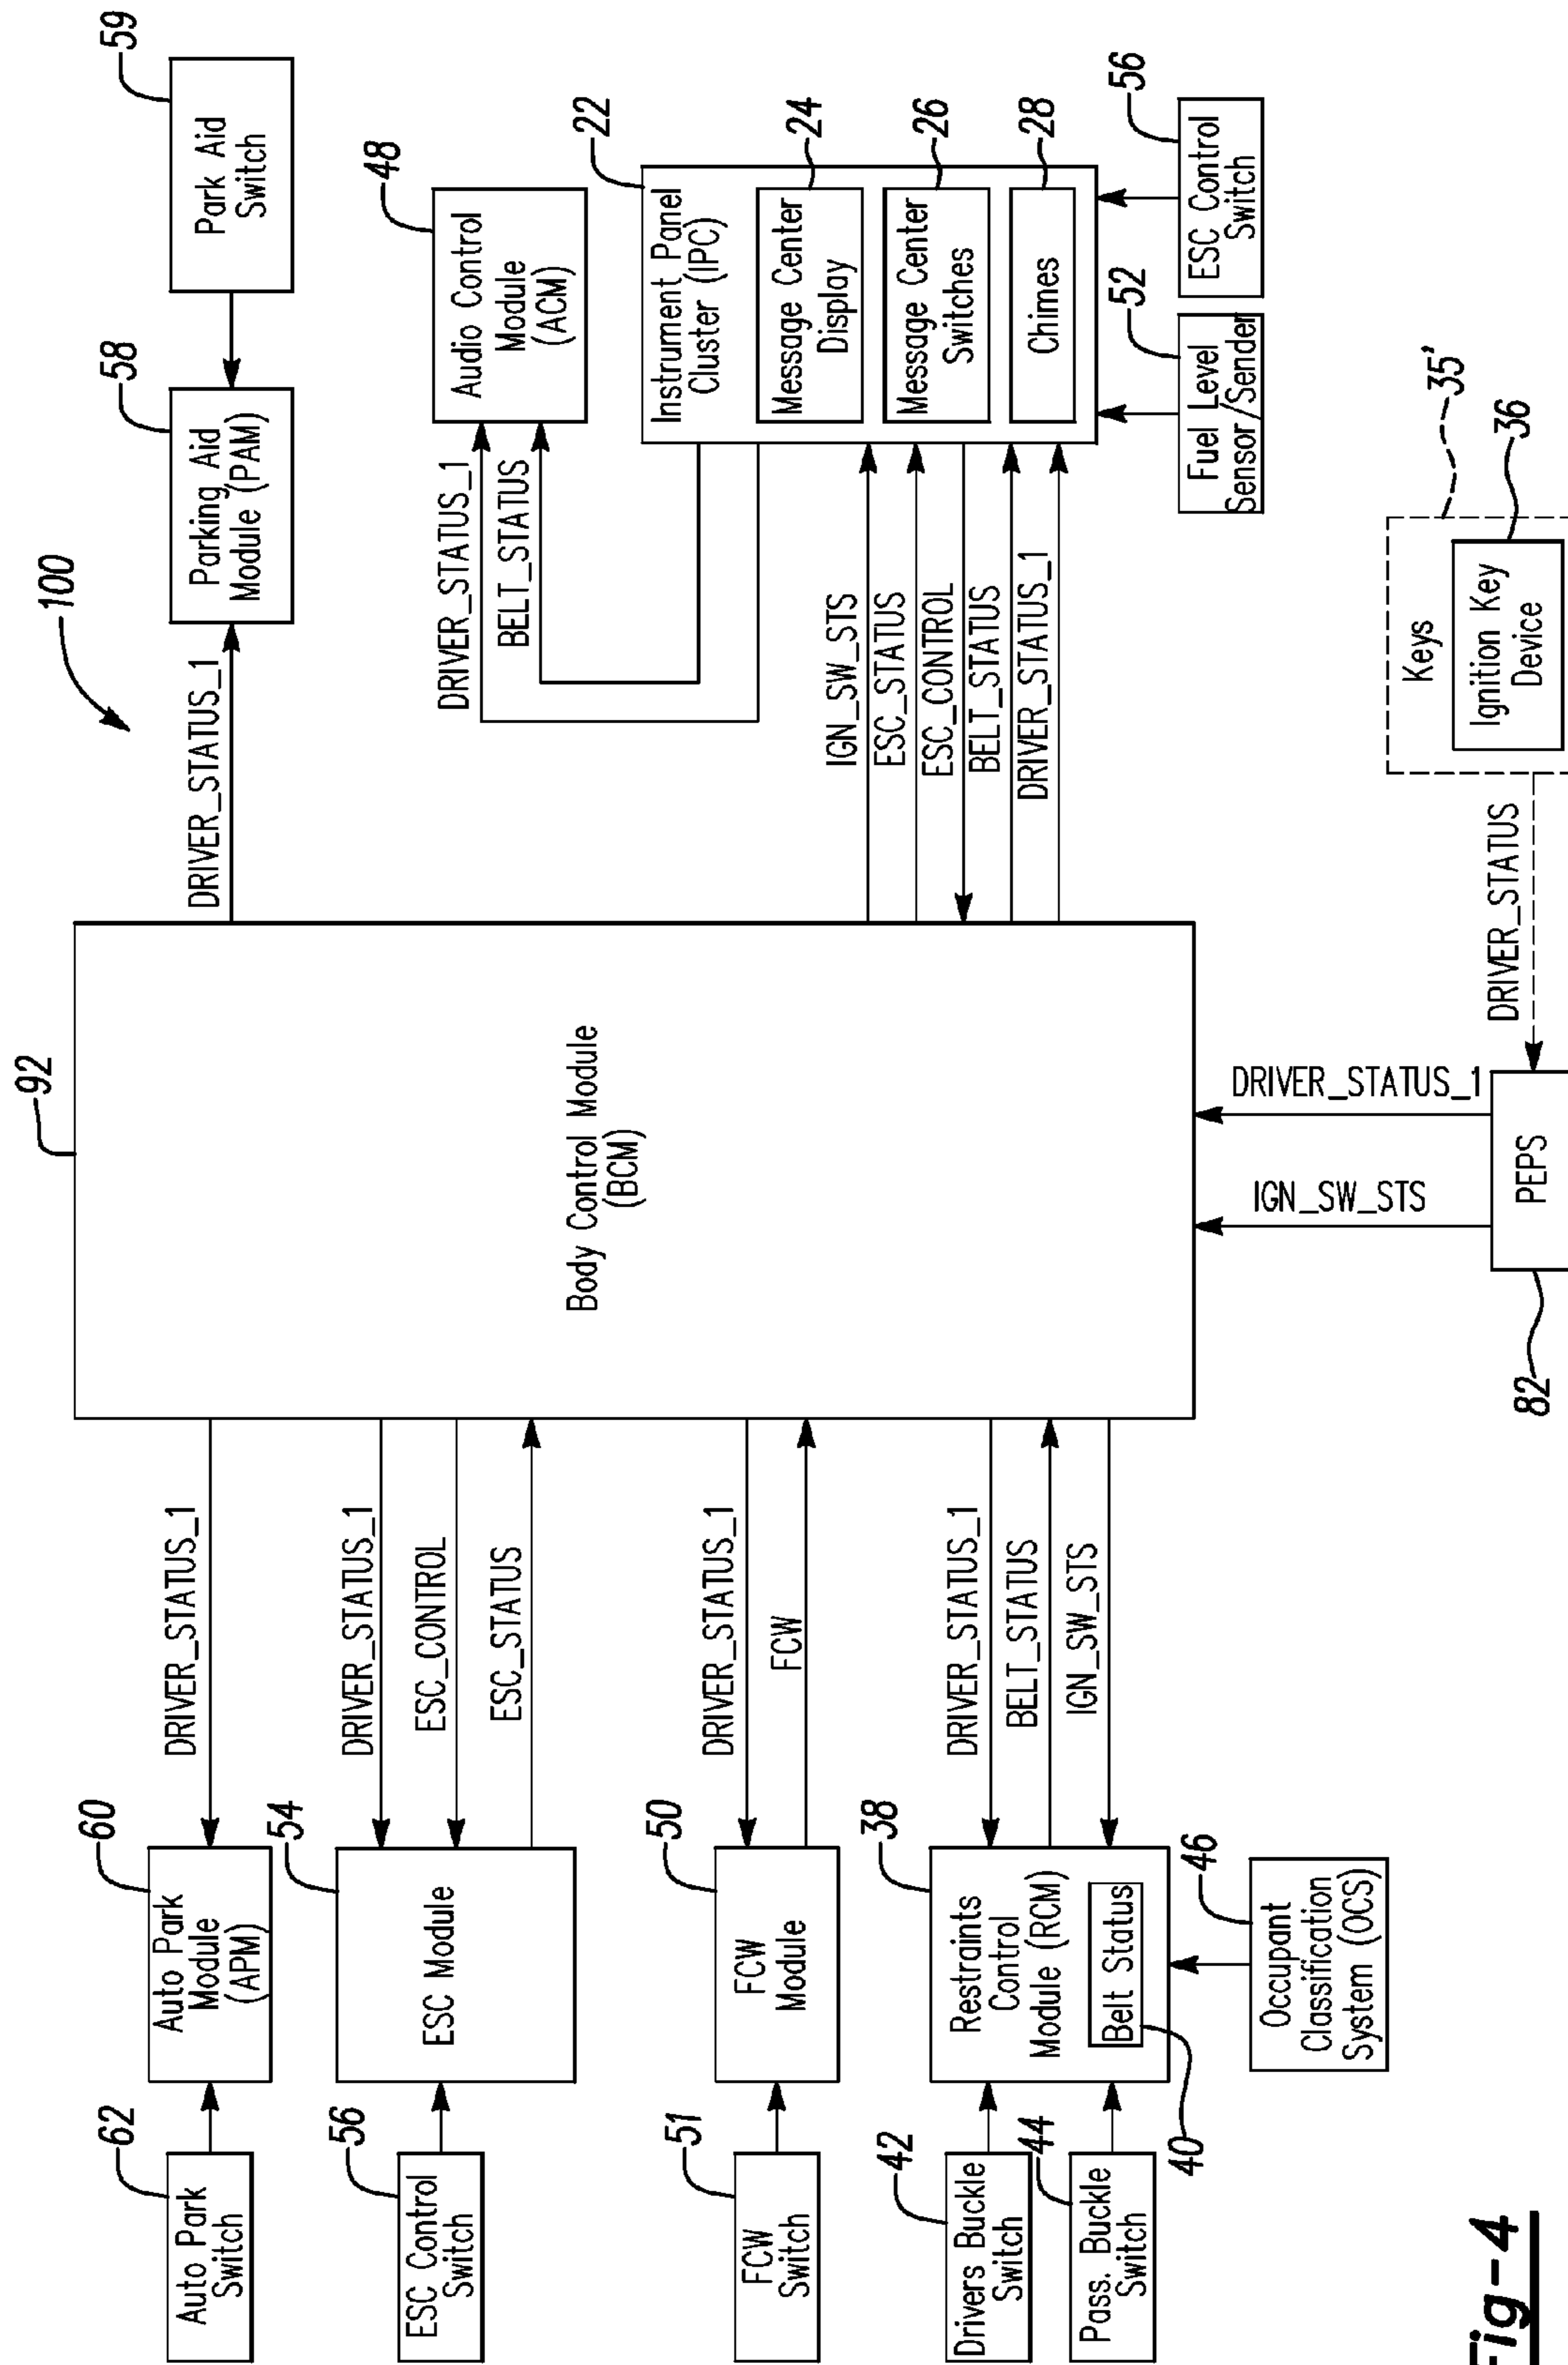 100
92
62
Auto Park
Switch
60
Auto Park
Module
(APM)
DRIVER_STATUS_1
DRIVER_STATUS_1
58
Parking Aid
Module (PAM)
59
Park Aid
Switch
56
ESC Control
Switch
54
ESC Module
DRIVER_STATUS_1
ESC_CONTROL
ESC_STATUS
Body Control Module
(BCM)
DRIVER_STATUS_1
BELT_STATUS
48
Audio Control
Module
(ACM)
51
FCW
Switch
50
FCW
Module
DRIVER_STATUS_1
FCW
22
Instrument Panel
Cluster (IPC)
Message Center
Display
24
Message Center
Switches
26
Chimes
28
IGN_SW_STS
ESC_STATUS
ESC_CONTROL
BELT_STATUS
DRIVER_STATUS_1
42
Drivers Buckle
Switch
44
Pass. Buckle
Switch
38
Restraints
Control
Module (RCM)
Belt Status
40
DRIVER_STATUS_1
BELT_STATUS
IGN_SW_STS
46
Occupant
Classification
System (OCS)
52
Fuel Level
Sensor/Sender
56
ESC Control
Switch
IGN_SW_STS
DRIVER_STATUS_1
82
PEPS
DRIVER_STATUS
35'
Keys
Ignition Key
Device
36
Fig-4